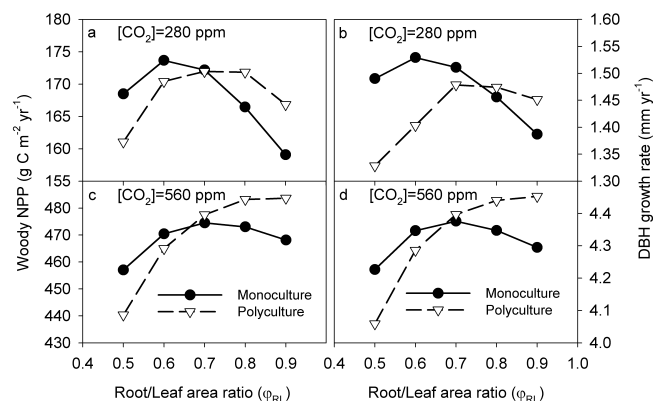 a [CO2]=280 ppm
180
175
170
165
160
155
b [CO2]=280 ppm
1.60
1.55
1.50
1.45
1.40
1.35
1.30
Woody NPP (g C m-2 yr-1)
DBH growth rate (mm yr-1)
c [CO2]=560 ppm
480
470
460
450
440
430
Monoculture
Polyculture
d [CO2]=560 ppm
4.4
4.3
4.2
4.1
4.0
Monoculture
Polyculture
0.4 0.5 0.6 0.7 0.8 0.9
0.4 0.5 0.6 0.7 0.8 0.9 1.0
Root/Leaf area ratio (φRL)
Root/Leaf area ratio (φRL)